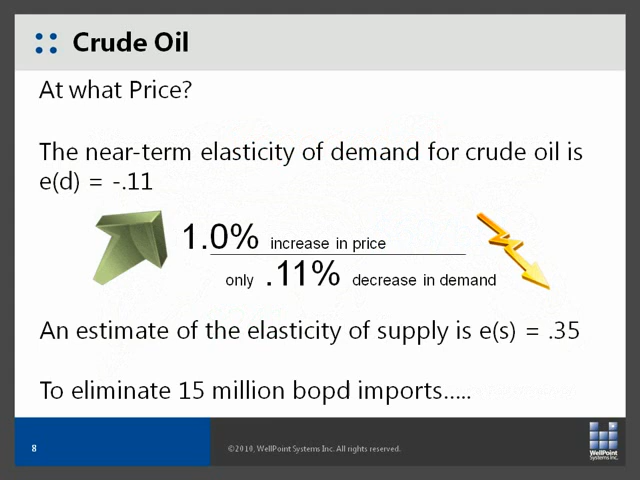 Crude Oil
At what Price?
The near-term elasticity of demand for crude oil is
e(d) = -.11
1.0% increase in price
only .11% decrease in demand
An estimate of the elasticity of supply is e(s) = .35
To eliminate 15 million bopd imports.....
8
©2010, WellPoint Systems Inc. All rights reserved.
WellPoint
Systems Inc.